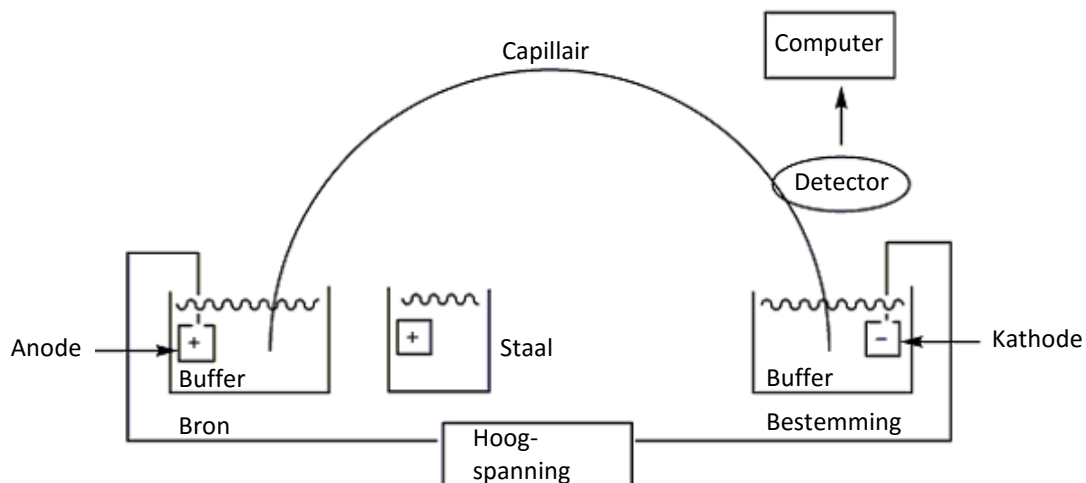 Computer
Capillair
Detector
+
+
−
Anode
Staal
Kathode
Buffer
Buffer
Bron
Bestemming
Hoog-
spanning